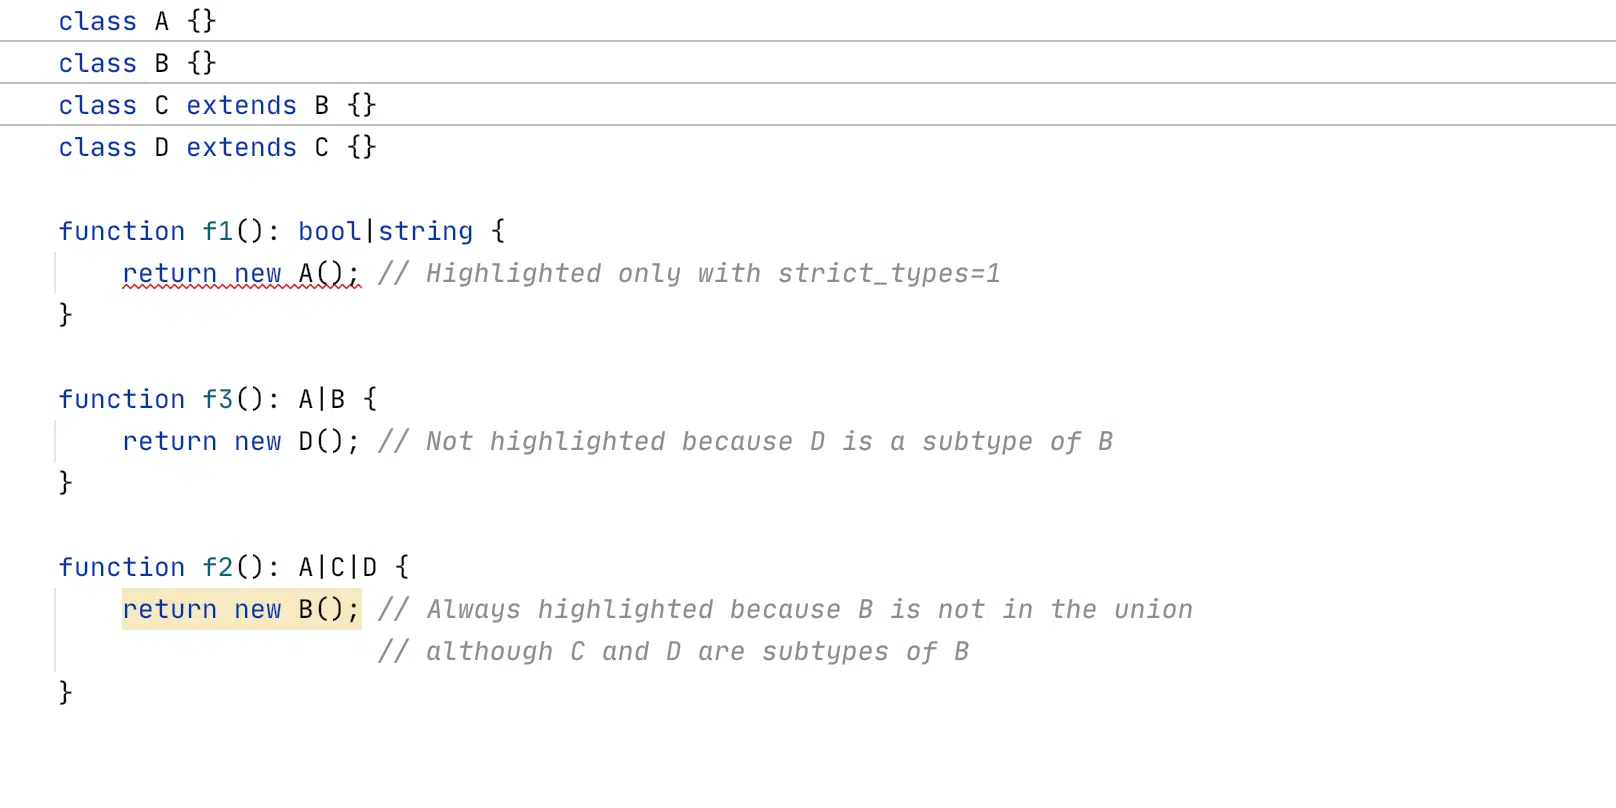 class A {}
class B {}
class C extends B {}
class D extends C {}
function f1(): bool|string {
return new A(); // Highlighted only with strict_types=1
}
function f3(): A|B {
return new D(); // Not highlighted because D is a subtype of B
}
function f2(): A|C|D {
return new B(); // Always highlighted because B is not in the union
// although C and D are subtypes of B
}